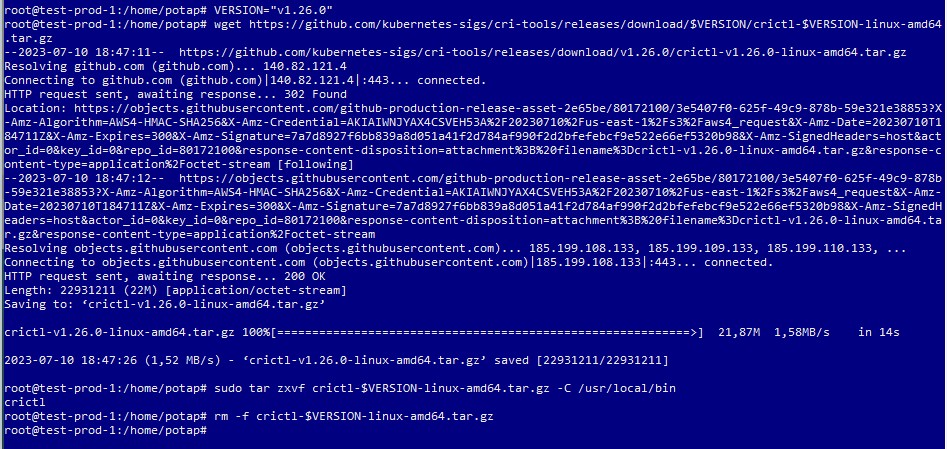 root@test-prod-1:/home/potap# VERSION="v1.26.0"
root@test-prod-1:/home/potap# wget https://github.com/kubernetes-sigs/cri-tools/releases/download/$VERSION/crictl-$VERSION-linux-amd64
.tar.gz
--2023-07-10 18:47:11--  https://github.com/kubernetes-sigs/cri-tools/releases/download/v1.26.0/crictl-v1.26.0-linux-amd64.tar.gz
Resolving github.com (github.com)... 140.82.121.4
Connecting to github.com (github.com)|140.82.121.4|:443... connected.
HTTP request sent, awaiting response... 302 Found
Location: https://objects.githubusercontent.com/github-production-release-asset-2e65be/80172100/3e5407f0-625f-49c9-878b-59e321e38853?X
-Amz-Algorithm=AWS4-HMAC-SHA256&X-Amz-Credential=AKIAIWNJYAX4CSVEH53A%2F20230710%2Fus-east-1%2Fs3%2Faws4_request&X-Amz-Date=20230710T1
84711Z&X-Amz-Expires=300&X-Amz-Signature=7a7d8927f6bb839a8d051a41f2d784af990f2d2bfefebcf9e522e66ef5320b98&X-Amz-SignedHeaders=host&act
or_id=0&key_id=0&repo_id=80172100&response-content-disposition=attachment%3B%20filename%3Dcrictl-v1.26.0-linux-amd64.tar.gz&response-c
ontent-type=application%2Foctet-stream [following]
--2023-07-10 18:47:12--  https://objects.githubusercontent.com/github-production-release-asset-2e65be/80172100/3e5407f0-625f-49c9-878b
-59e321e38853?X-Amz-Algorithm=AWS4-HMAC-SHA256&X-Amz-Credential=AKIAIWNJYAX4CSVEH53A%2F20230710%2Fus-east-1%2Fs3%2Faws4_request&X-Amz-
Date=20230710T184711Z&X-Amz-Expires=300&X-Amz-Signature=7a7d8927f6bb839a8d051a41f2d784af990f2d2bfefebcf9e522e66ef5320b98&X-Amz-SignedH
eaders=host&actor_id=0&key_id=0&repo_id=80172100&response-content-disposition=attachment%3B%20filename%3Dcrictl-v1.26.0-linux-amd64.ta
r.gz&response-content-type=application%2Foctet-stream
Resolving objects.githubusercontent.com (objects.githubusercontent.com)... 185.199.108.133, 185.199.109.133, 185.199.110.133, ...
Connecting to objects.githubusercontent.com (objects.githubusercontent.com)|185.199.108.133|:443... connected.
HTTP request sent, awaiting response... 200 OK
Length: 22931211 (22M) [application/octet-stream]
Saving to: ‘crictl-v1.26.0-linux-amd64.tar.gz’
crictl-v1.26.0-linux-amd64.tar.gz 100%[===========================================================>]  21,87M  1,58MB/s    in 14s
2023-07-10 18:47:26 (1,52 MB/s) - ‘crictl-v1.26.0-linux-amd64.tar.gz’ saved [22931211/22931211]
root@test-prod-1:/home/potap# sudo tar zxvf crictl-$VERSION-linux-amd64.tar.gz -C /usr/local/bin
crictl
root@test-prod-1:/home/potap# rm -f crictl-$VERSION-linux-amd64.tar.gz
root@test-prod-1:/home/potap#